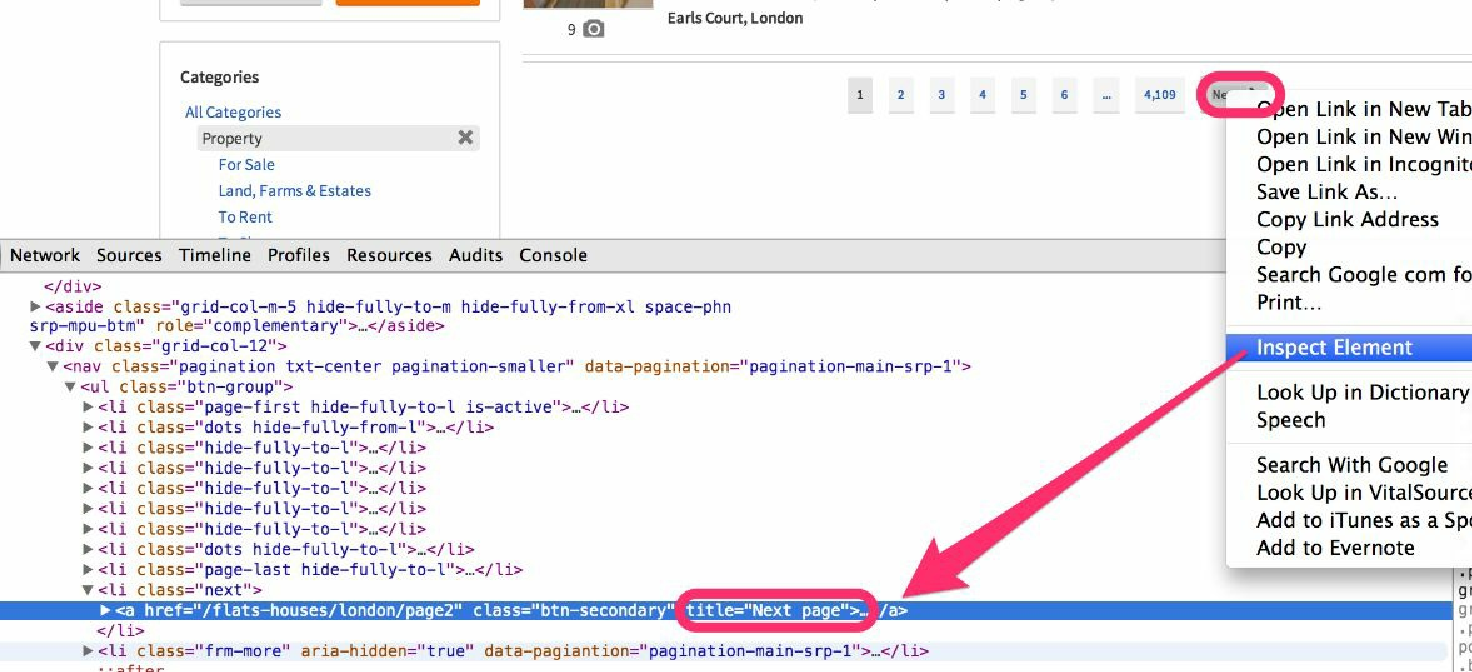 Earls Court, London
9
Categories
All Categories
Property
For Sale
Land, Farms & Estates
To Rent
1 2 3 4 5 6 ... 4,109
Open Link in New Tab
Open Link in New Win
Open Link in Incognit
Save Link As...
Copy Link Address
Copy
Search Google com fo
Print...
Inspect Element
Look Up in Dictionary
Speech
Search With Google
Look Up in VitalSource
Add to iTunes as a Sp
Add to Evernote
Network Sources Timeline Profiles Resources Audits Console
</div>
▶<aside class="grid-col-m-5 hide-fully-to-m hide-fully-from-xl space-phn
srp-mpu-btm" role="complementary">…</aside>
▼<div class="grid-col-12">
▼<nav class="pagination txt-center pagination-smaller" data-pagination="pagination-main-srp-1">
▼<ul class="btn-group">
▶<li class="page-first hide-fully-to-l is-active">…</li>
▶<li class="dots hide-fully-from-l">…</li>
▶<li class="hide-fully-to-l">…</li>
▶<li class="hide-fully-to-l">…</li>
▶<li class="hide-fully-to-l">…</li>
▶<li class="hide-fully-to-l">…</li>
▶<li class="hide-fully-to-l">…</li>
▶<li class="dots hide-fully-to-l">…</li>
▶<li class="page-last hide-fully-to-l">…</li>
▼<li class="next">
▶<a href="/flats-houses/london/page2" class="btn-secondary" title="Next page">… /a>
</li>
▶<li class="frm-more" aria-hidden="true" data-pagiantion="pagination-main-srp-1">…</li>
::after